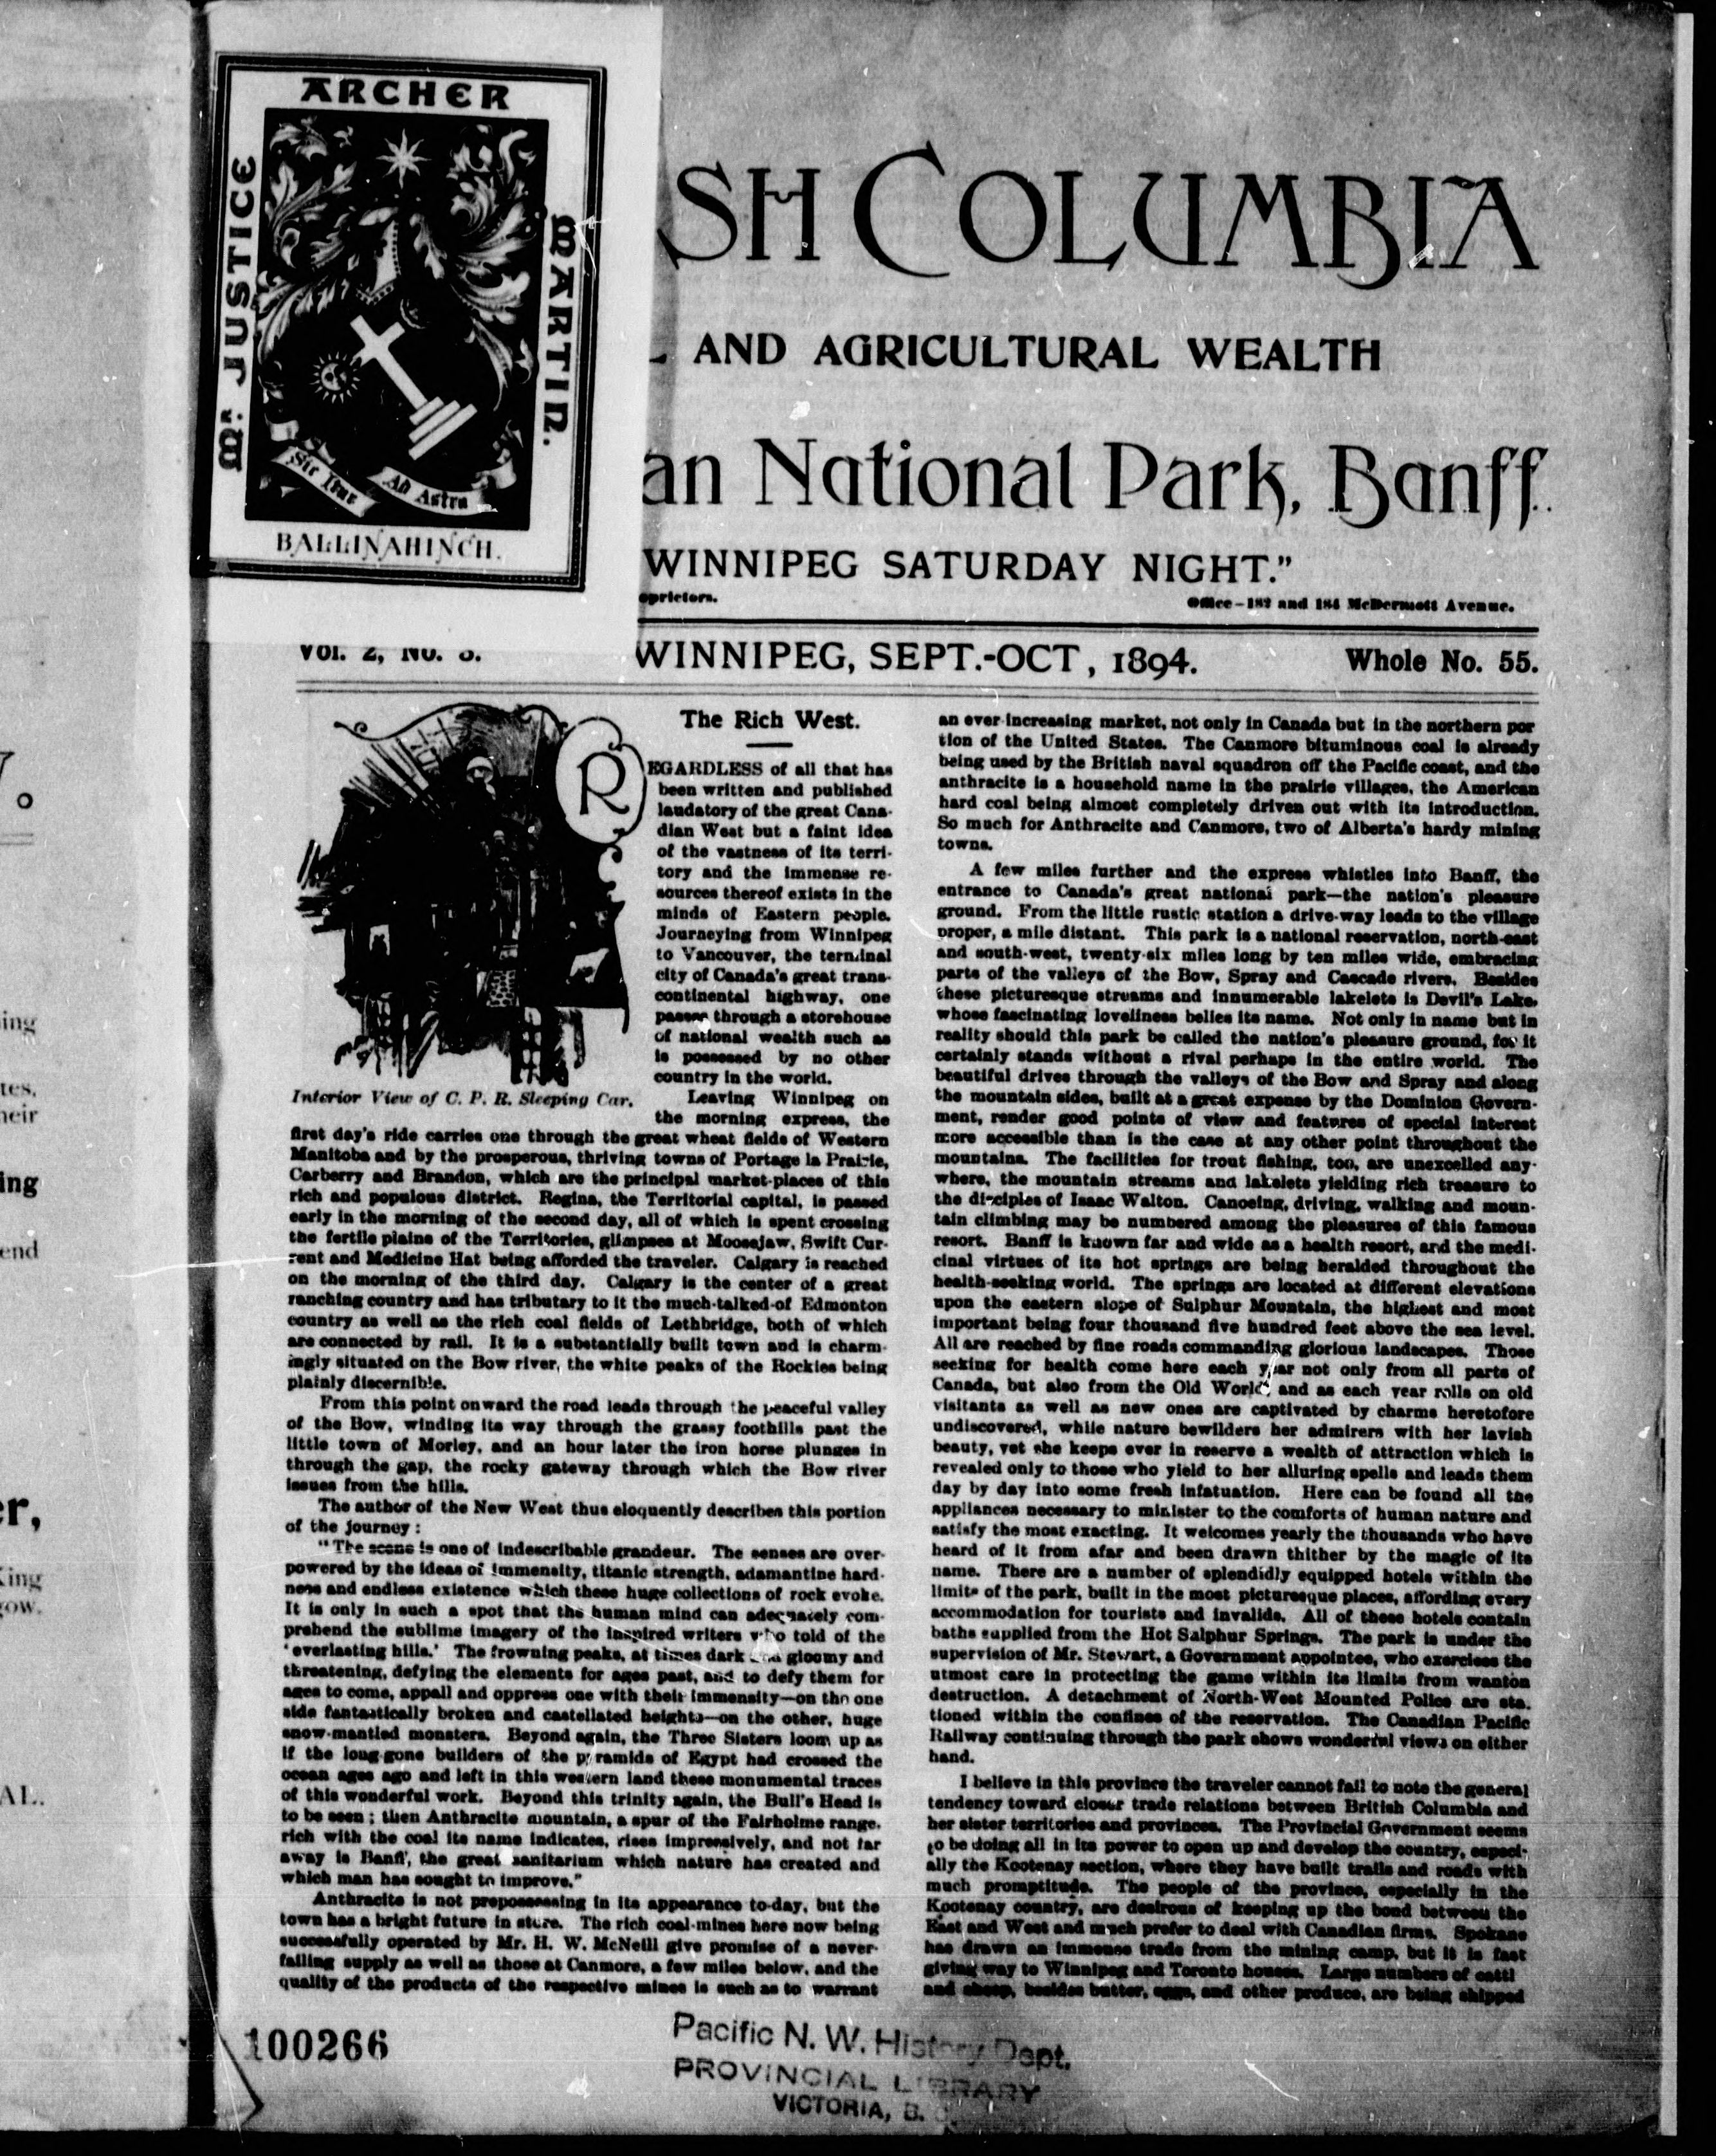 ARCHER
Mr. JUSTICE
MARTIN.
Sic Itur
Ad Astra
BALLINAHINCH.
SH COLUMBIA
L AND AGRICULTURAL WEALTH
an National Park, Banff.
WINNIPEG SATURDAY NIGHT."
oprietors.
Office-182 and 184 McDermott Avenue.
Vol. 2, No.
WINNIPEG, SEPT.-OCT, 1894.
Whole No. 55.
Interior View of C. P. R. Sleeping Car.
The Rich West.
REGARDLESS of all that has
been written and published
laudatory of the great Cana-
dian West but a faint idea
of the vastness of its terri-
tory and the immense re-
sources thereof exists in the
minds of Eastern people.
Journeying from Winnipeg
to Vancouver, the terminal
city of Canada's great trans-
continental highway, one
passes through a storehouse
of national wealth such as
is possessed by no other
country in the world.
Leaving Winnipeg on
the morning express, the
first day's ride carries one through the great wheat fields of Western
Manitoba and by the prosperous, thriving towns of Portage la Prairie,
Carberry and Brandon, which are the principal market-places of this
rich and populous district. Regina, the Territorial capital, is passed
early in the morning of the second day, all of which is spent crossing
the fertile plains of the Territories, glimpses at Moosejaw, Swift Cur-
rent and Medicine Hat being afforded the traveler. Calgary is reached
on the morning of the third day. Calgary is the center of a great
ranching country and has tributary to it the much-talked-of Edmonton
country as well as the rich coal fields of Lethbridge, both of which
are connected by rail. It is a substantially built town and is charm-
ingly situated on the Bow river, the white peaks of the Rockies being
plainly discernible.
From this point onward the road leads through the peaceful valley
of the Bow, winding its way through the grassy foothills past the
little town of Morley, and an hour later the iron horse plunges in
through the gap, the rocky gateway through which the Bow river
issues from the hills.
The author of the New West thus eloquently describes this portion
of the journey :
"The scene is one of indescribable grandeur. The senses are over-
powered by the ideas of immensity, titanic strength, adamantine hard-
ness and endless existence which these huge collections of rock evoke.
It is only in such a spot that the human mind can adequately com-
prehend the sublime imagery of the inspired writers who told of the
'everlasting hills.' The frowning peaks, at times dark and gloomy and
threatening, defying the elements for ages past, and to defy them for
ages to come, appall and oppress one with their immensity—on the one
side fantastically broken and castellated heights—on the other, huge
snow-mantled monsters. Beyond again, the Three Sisters loom up as
if the long-gone builders of the pyramids of Egypt had crossed the
ocean ages ago and left in this western land these monumental traces
of this wonderful work. Beyond this trinity again, the Bull's Head is
to be seen ; then Anthracite mountain, a spur of the Fairholme range,
rich with the coal its name indicates, rises impressively, and not far
away is Banff, the great sanitarium which nature has created and
which man has sought to improve."
Anthracite is not prepossessing in its appearance to-day, but the
town has a bright future in store. The rich coal-mines here now being
successfully operated by Mr. H. W. McNeill give promise of a never-
failing supply as well as those at Canmore, a few miles below, and the
quality of the products of the respective mines is such as to warrant
an ever-increasing market, not only in Canada but in the northern por
tion of the United States. The Canmore bituminous coal is already
being used by the British naval squadron off the Pacific coast, and the
anthracite is a household name in the prairie villages, the American
hard coal being almost completely driven out with its introduction.
So much for Anthracite and Canmore, two of Alberta's hardy mining
towns.
A few miles further and the express whistles into Banff, the
entrance to Canada's great national park—the nation's pleasure
ground. From the little rustic station a drive-way leads to the village
proper, a mile distant. This park is a national reservation, north-east
and south-west, twenty-six miles long by ten miles wide, embracing
parts of the valleys of the Bow, Spray and Cascade rivers. Besides
these picturesque streams and innumerable lakelets is Devil's Lake,
whose fascinating loveliness belies its name. Not only in name but in
reality should this park be called the nation's pleasure ground, for it
certainly stands without a rival perhaps in the entire world. The
beautiful drives through the valleys of the Bow and Spray and along
the mountain sides, built at a great expense by the Dominion Govern-
ment, render good points of view and features of special interest
more accessible than is the case at any other point throughout the
mountains. The facilities for trout fishing, too, are unexcelled any-
where, the mountain streams and lakelets yielding rich treasure to
the disciples of Isaac Walton. Canoeing, driving, walking and moun-
tain climbing may be numbered among the pleasures of this famous
resort. Banff is known far and wide as a health resort, and the medi-
cinal virtues of its hot springs are being heralded throughout the
health-seeking world. The springs are located at different elevations
upon the eastern slope of Sulphur Mountain, the highest and most
important being four thousand five hundred feet above the sea level.
All are reached by fine roads commanding glorious landscapes. Those
seeking for health come here each year not only from all parts of
Canada, but also from the Old World, and as each year rolls on old
visitants as well as new ones are captivated by charms heretofore
undiscovered, while nature bewilders her admirers with her lavish
beauty, yet she keeps ever in reserve a wealth of attraction which is
revealed only to those who yield to her alluring spells and leads them
day by day into some fresh infatuation. Here can be found all the
appliances necessary to minister to the comforts of human nature and
satisfy the most exacting. It welcomes yearly the thousands who have
heard of it from afar and been drawn thither by the magic of its
name. There are a number of splendidly equipped hotels within the
limits of the park, built in the most picturesque places, affording every
accommodation for tourists and invalids. All of these hotels contain
baths supplied from the Hot Salphur Springs. The park is under the
supervision of Mr. Stewart, a Government appointee, who exercises the
utmost care in protecting the game within its limits from wanton
destruction. A detachment of North-West Mounted Police are sta.
tioned within the confines of the reservation. The Canadian Pacific
Railway continuing through the park shows wonderful views on either
hand.
I believe in this province the traveler cannot fail to note the general
tendency toward closer trade relations between British Columbia and
her sister territories and provinces. The Provincial Government seems
to be doing all in its power to open up and develop the country, especi-
ally the Kootenay section, where they have built trails and roads with
much promptitude. The people of the province, especially in the
Kootenay country, are desirous of keeping up the bond between the
East and West and much prefer to deal with Canadian firms. Spokane
has drawn an immense trade from the mining camp, but it is fast
giving way to Winnipeg and Toronto houses. Large numbers of cattl
and sheep, besides butter, eggs, and other produce, are being shipped
100266
Pacific N. W. History Dept.
PROVINCIAL LIBRARY
VICTORIA, B.
ing
tes,
heir
ing
end
er,
King
ow.
AL.